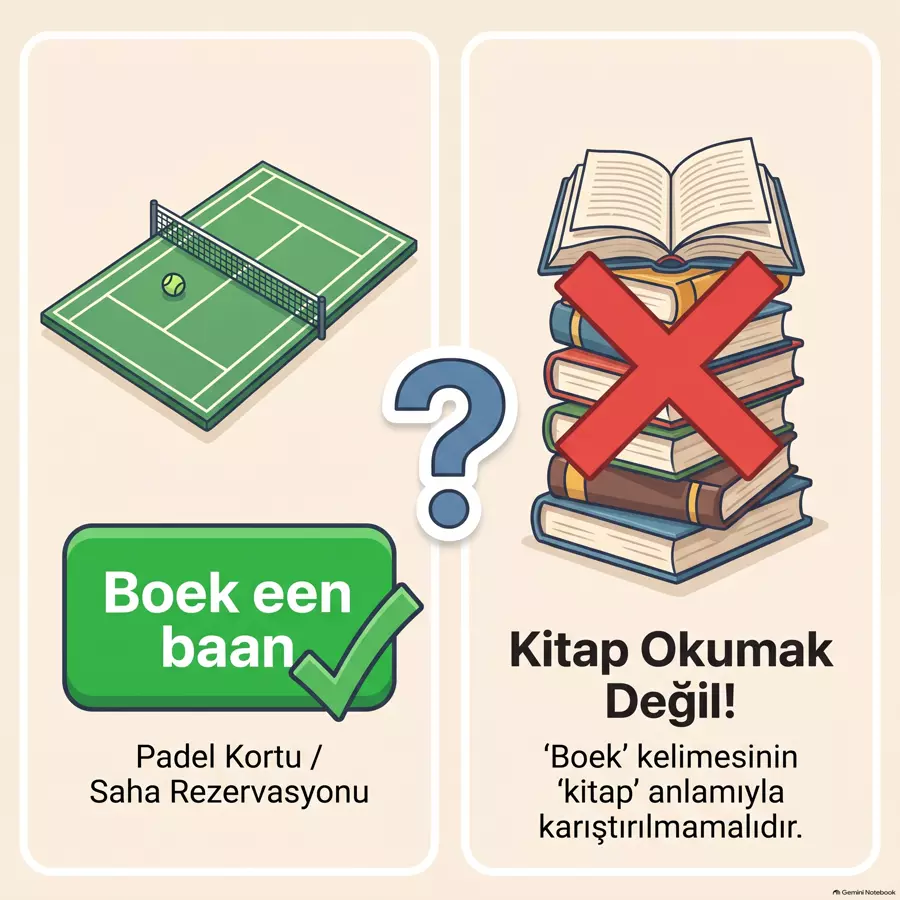 ?
Boek een
baan
Padel Kortu /
Saha Rezervasyonu
Kitap Okumak
Değil!
‘Boek’ kelimesinin
‘kitap’ anlamıyla
karıştırılmamalıdır.
Gemini Notebook